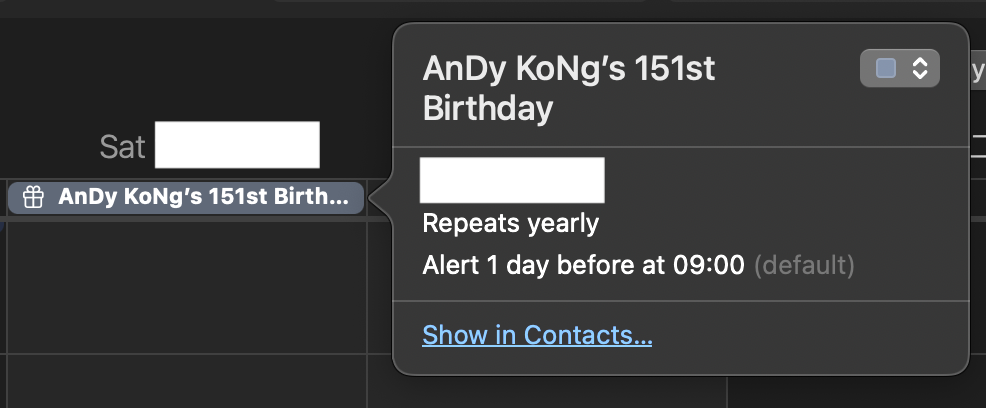 AnDy KoNg’s 151st
Birthday
y
Sat
AnDy KoNg’s 151st Birth...
Repeats yearly
Alert 1 day before at 09:00 (default)
Show in Contacts...